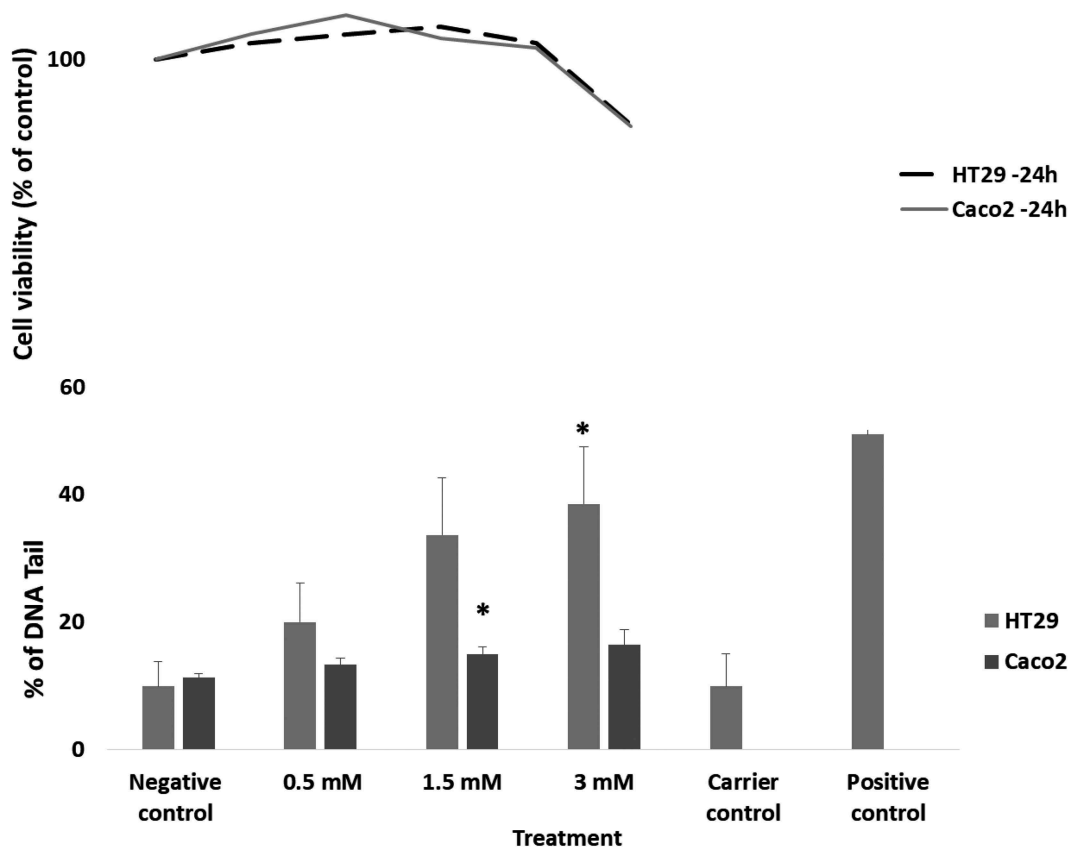 Cell viability (% of control)
100
HT29 -24h
Caco2 -24h
60
40
20
0
% of DNA Tail
*
*
HT29
Caco2
Negative control
0.5 mM
1.5 mM
3 mM
Carrier control
Positive control
Treatment